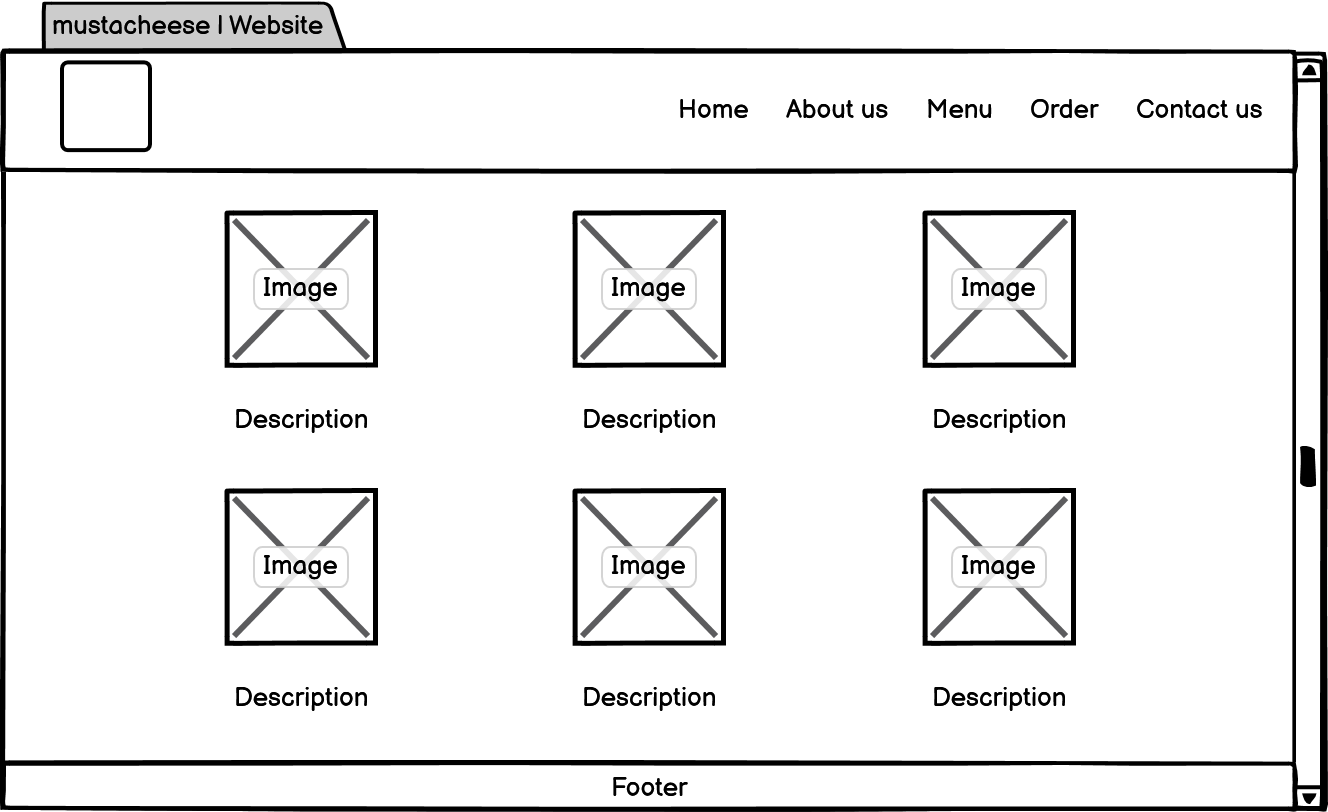 mustacheese | Website
Home About us Menu Order Contact us
Image Image Image
Description Description Description
Image Image Image
Description Description Description
Footer